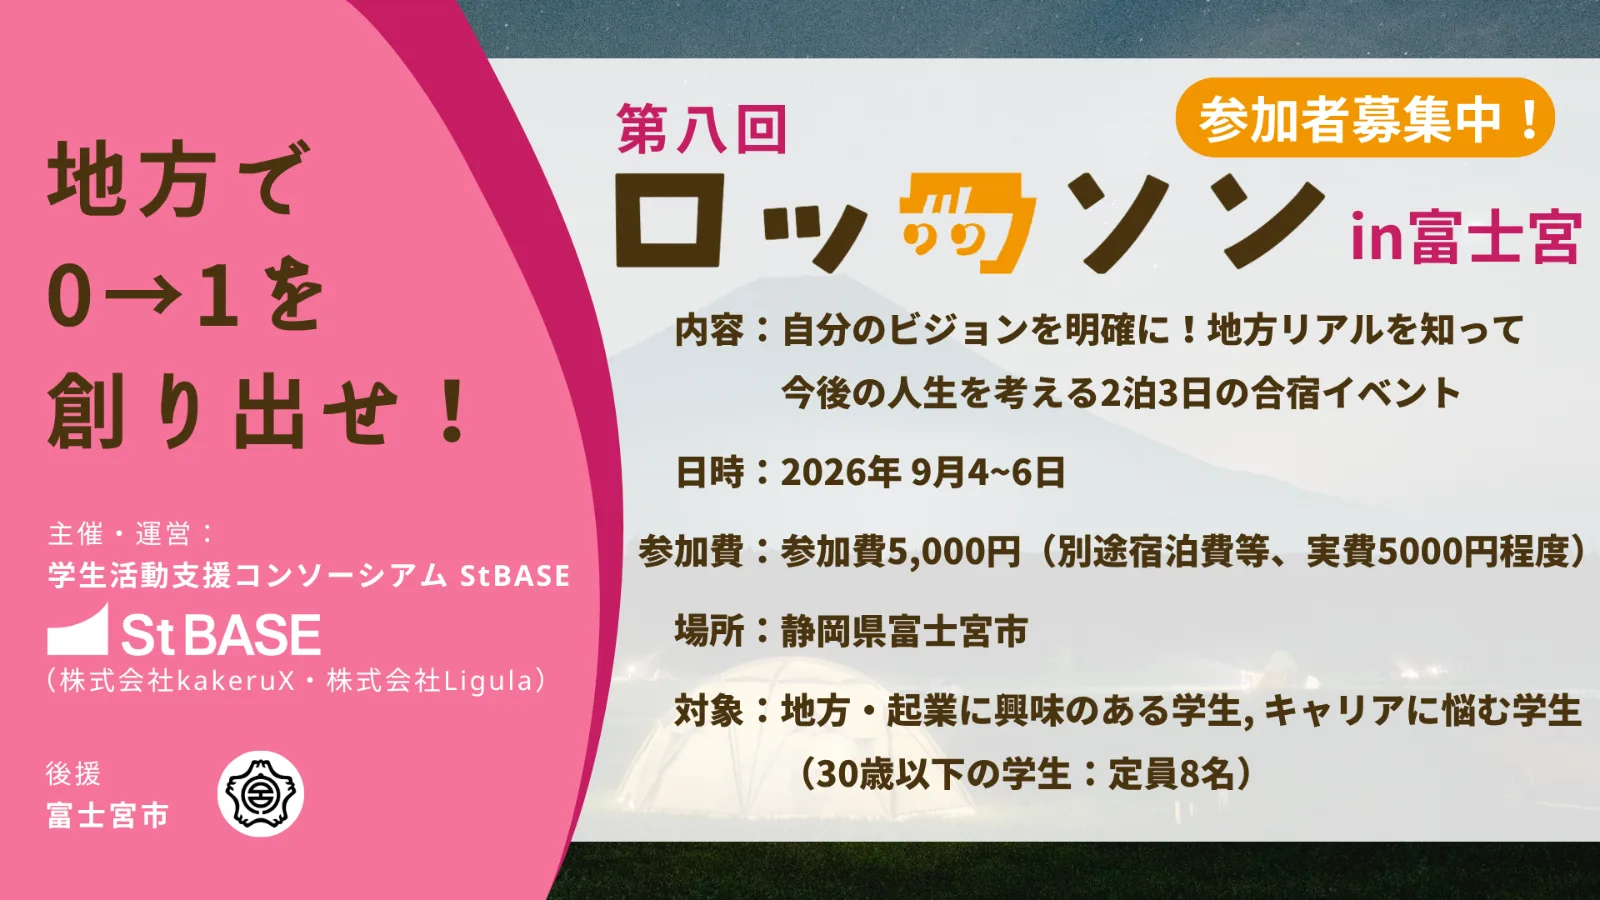 地方で
0→1を
創り出せ！
主催・運営：
学生活動支援コンソーシアム StBASE
StBASE
（株式会社kakeruX・株式会社Ligula）
後援
富士宮市
参加者募集中！
第八回
ロッカソン in富士宮
内容：自分のビジョンを明確に！地方リアルを知って
今後の人生を考える2泊3日の合宿イベント
日時：2026年 9月4~6日
参加費：参加費5,000円（別途宿泊費等、実費5000円程度）
場所：静岡県富士宮市
対象：地方・起業に興味のある学生, キャリアに悩む学生
（30歳以下の学生：定員8名）